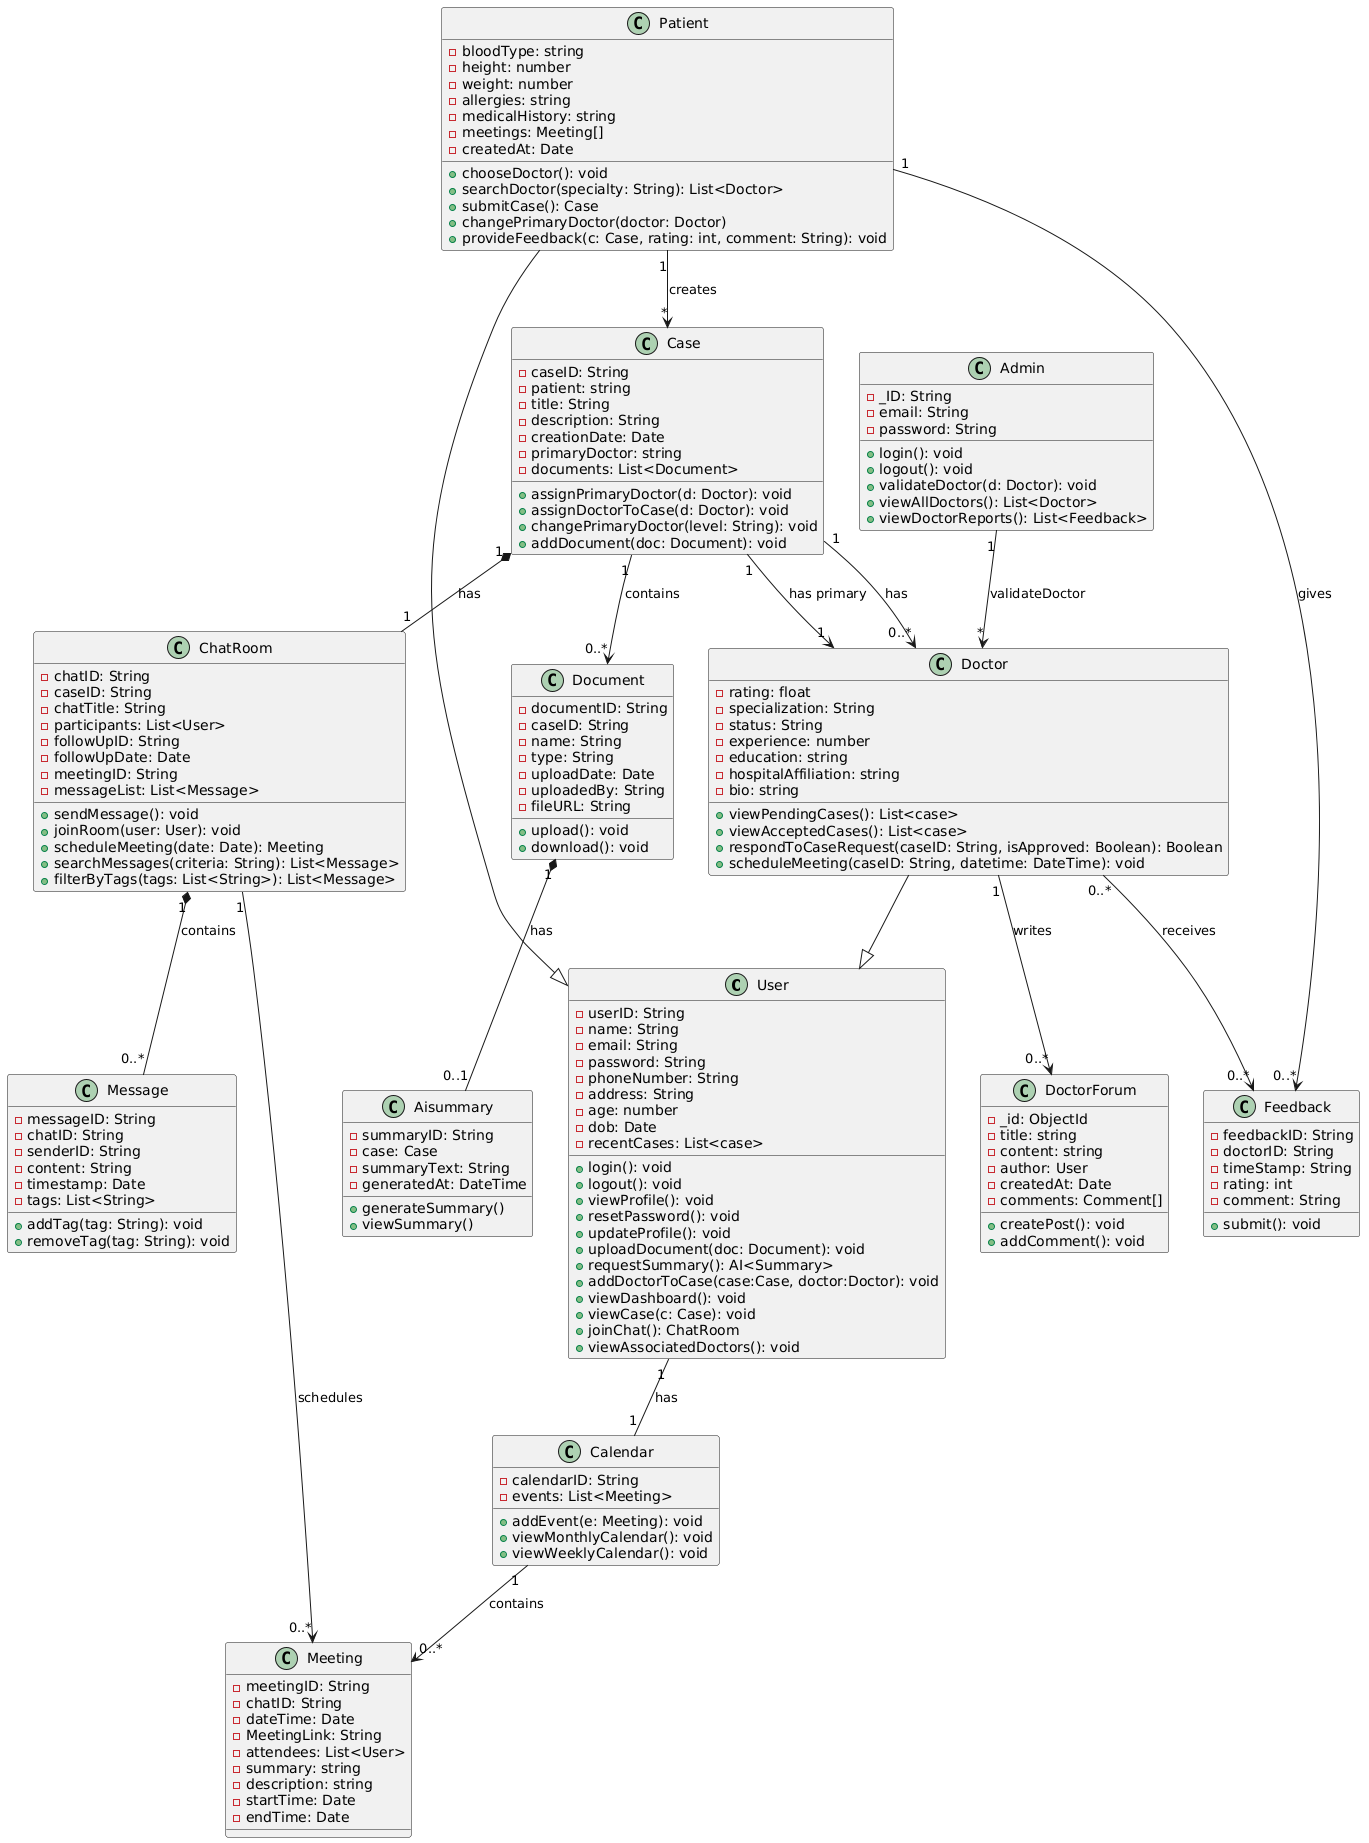 C Patient
bloodType: string
height: number
weight: number
allergies: string
medicalHistory: string
meetings: Meeting[]
createdAt: Date
chooseDoctor(): void
searchDoctor(specialty: String): List<Doctor>
submitCase(): Case
changePrimaryDoctor(doctor: Doctor)
provideFeedback(c: Case, rating: int, comment: String): void
1
1
creates
*
C Case
caseID: String
patient: string
title: String
description: String
creationDate: Date
primaryDoctor: string
documents: List<Document>
assignPrimaryDoctor(d: Doctor): void
assignDoctorToCase(d: Doctor): void
changePrimaryDoctor(level: String): void
addDocument(doc: Document): void
C Admin
_ID: String
email: String
password: String
login(): void
logout(): void
validateDoctor(d: Doctor): void
viewAllDoctors(): List<Doctor>
viewDoctorReports(): List<Feedback>
1
has
1
1
contains
0..*
1
has primary
1
1
has
0..*
1
validateDoctor
*
gives
C ChatRoom
chatID: String
caseID: String
chatTitle: String
participants: List<User>
followUpID: String
followUpDate: Date
meetingID: String
messageList: List<Message>
sendMessage(): void
joinRoom(user: User): void
scheduleMeeting(date: Date): Meeting
searchMessages(criteria: String): List<Message>
filterByTags(tags: List<String>): List<Message>
C Document
documentID: String
caseID: String
name: String
type: String
uploadDate: Date
uploadedBy: String
fileURL: String
upload(): void
download(): void
C Doctor
rating: float
specialization: String
status: String
experience: number
education: string
hospitalAffiliation: string
bio: string
viewPendingCases(): List<case>
viewAcceptedCases(): List<case>
respondToCaseRequest(caseID: String, isApproved: Boolean): Boolean
scheduleMeeting(caseID: String, datetime: DateTime): void
1
contains
0..*
1
1
has
0..1
1
writes
0..*
0..*
receives
0..*
0..*
C User
userID: String
name: String
email: String
password: String
phoneNumber: String
address: String
age: number
dob: Date
recentCases: List<case>
login(): void
logout(): void
viewProfile(): void
resetPassword(): void
updateProfile(): void
uploadDocument(doc: Document): void
requestSummary(): AI<Summary>
addDoctorToCase(case:Case, doctor:Doctor): void
viewDashboard(): void
viewCase(c: Case): void
joinChat(): ChatRoom
viewAssociatedDoctors(): void
C Message
messageID: String
chatID: String
senderID: String
content: String
timestamp: Date
tags: List<String>
addTag(tag: String): void
removeTag(tag: String): void
C Aisummary
summaryID: String
case: Case
summaryText: String
generatedAt: DateTime
generateSummary()
viewSummary()
C DoctorForum
_id: ObjectId
title: string
content: string
author: User
createdAt: Date
comments: Comment[]
createPost(): void
addComment(): void
C Feedback
feedbackID: String
doctorID: String
timeStamp: String
rating: int
comment: String
submit(): void
schedules
1
has
1
C Calendar
calendarID: String
events: List<Meeting>
addEvent(e: Meeting): void
viewMonthlyCalendar(): void
viewWeeklyCalendar(): void
1
contains
0..*
0..*
C Meeting
meetingID: String
chatID: String
dateTime: Date
MeetingLink: String
attendees: List<User>
summary: string
description: string
startTime: Date
endTime: Date